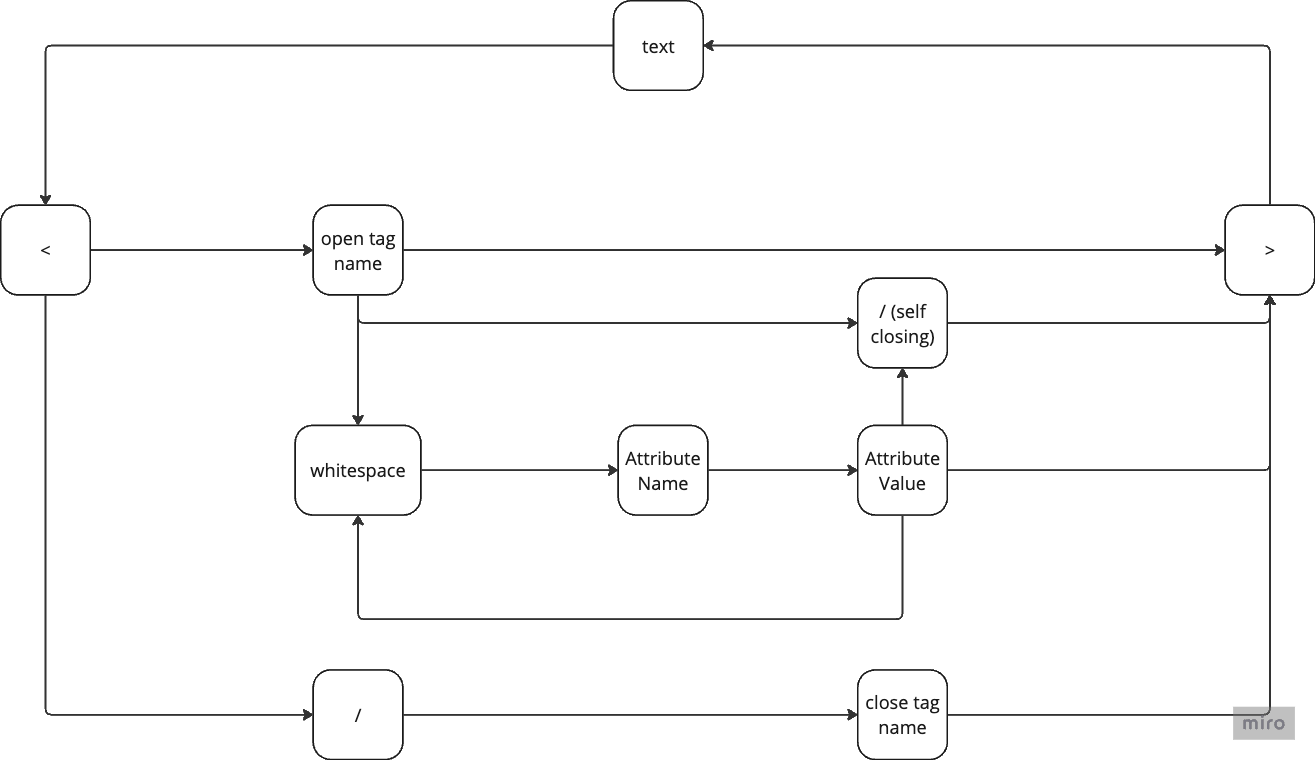 text
<
open tag
name
>
/ (self
closing)
whitespace
Attribute
Name
Attribute
Value
/
close tag
name
miro